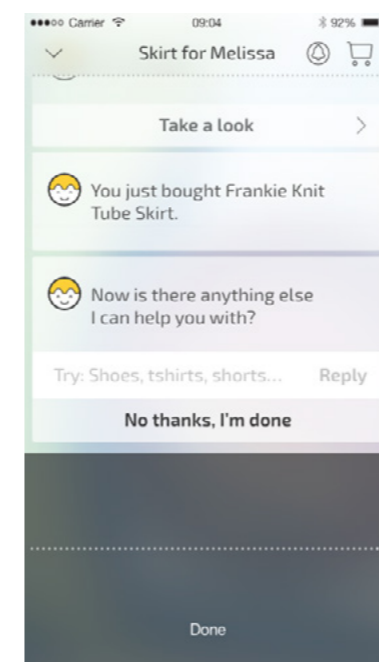 Carrier 09:04 92%
Skirt for Melissa
Take a look
You just bought Frankie Knit
Tube Skirt.
Now is there anything else
I can help you with?
Try: Shoes, tshirts, shorts... Reply
No thanks, I'm done
Done